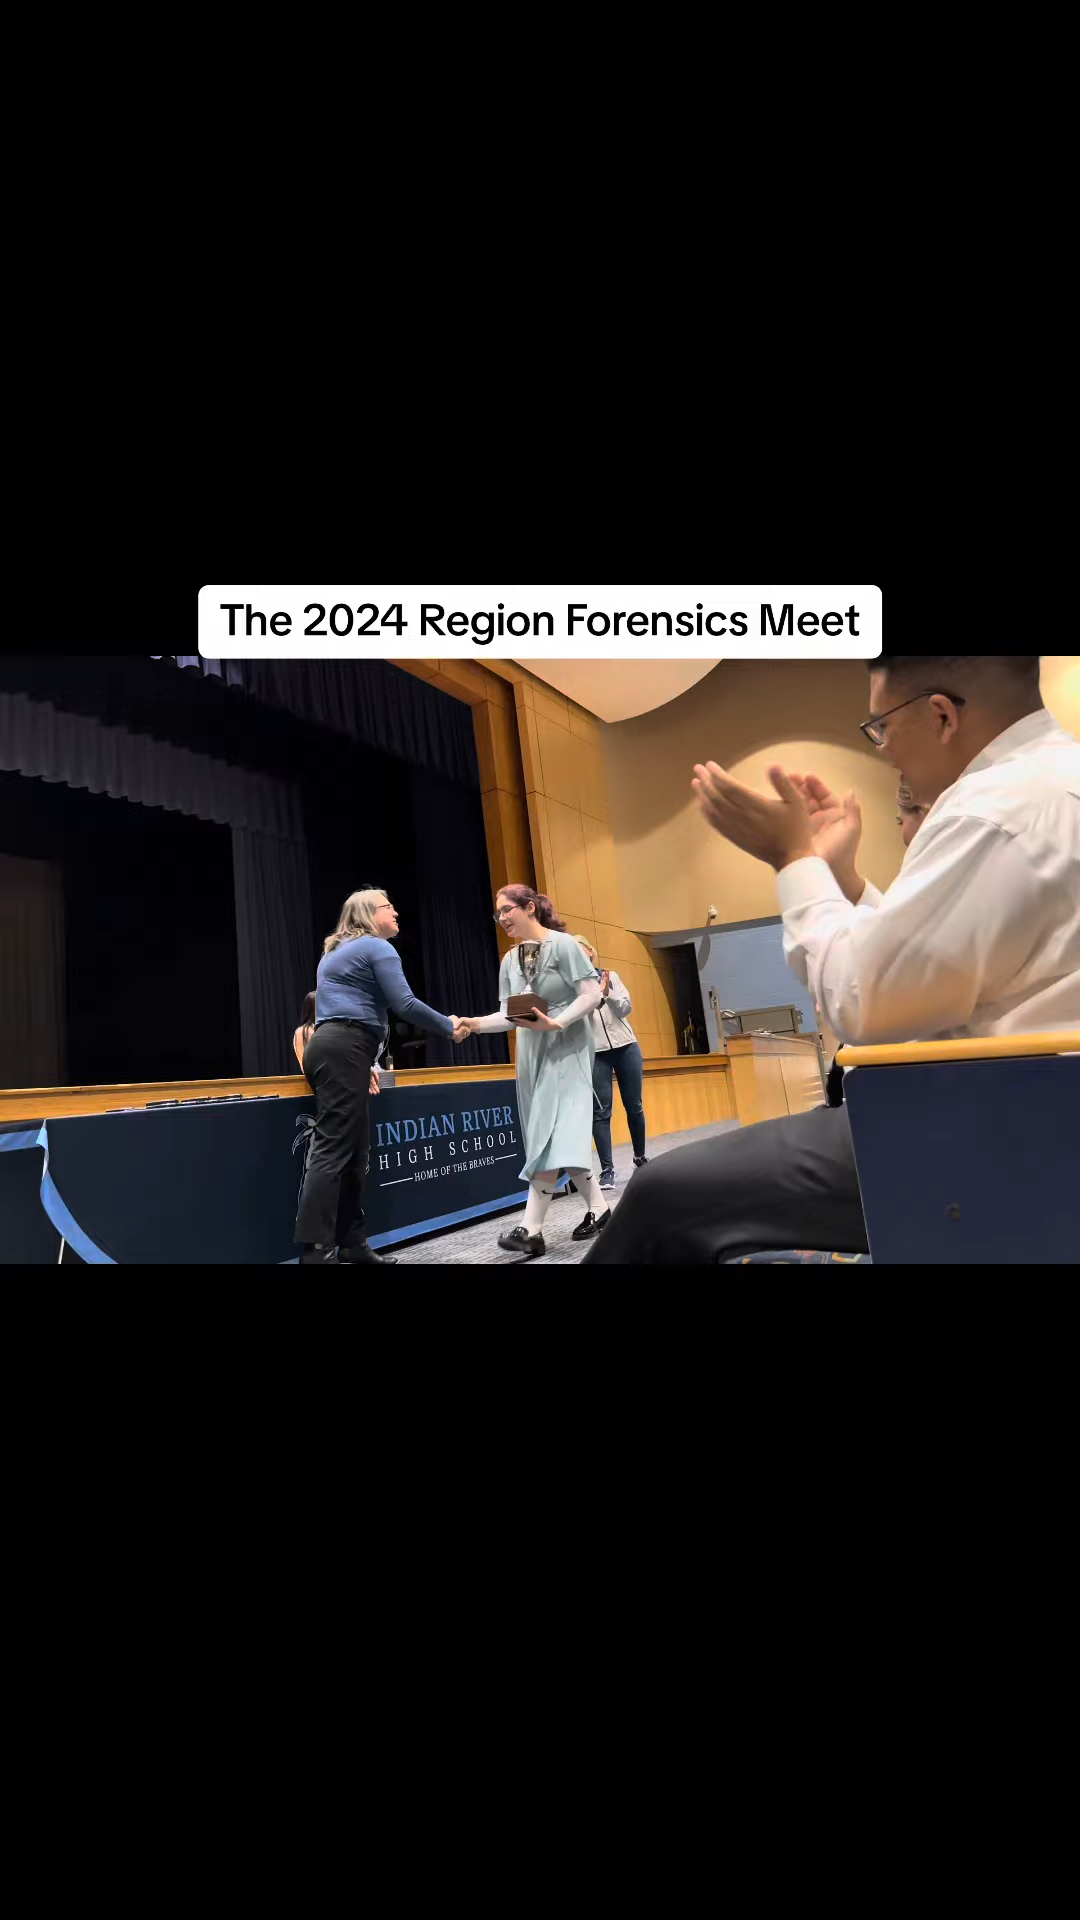 The 2024 Region Forensics Meet
INDIAN RIVER
HIGH SCHOOL
HOME OF THE BRAVES